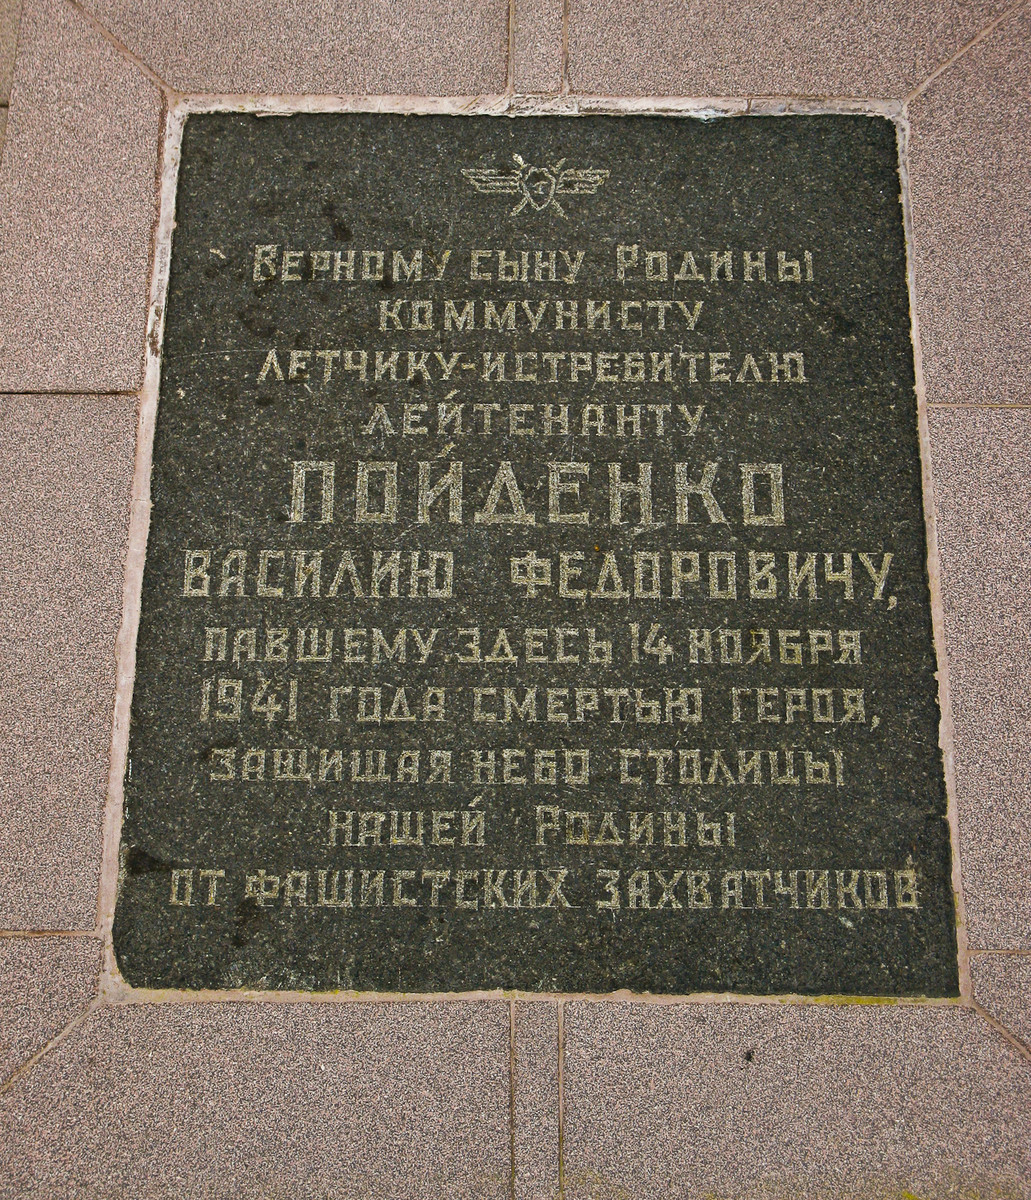 Верному сыну Родины
коммунисту
летчику-истребителю
лейтенанту
ПОЙДЕНКО
Василию Федоровичу,
павшему здесь 14 ноября
1941 года смертью героя,
защищая небо столицы
нашей Родины
от фашистских захватчиков